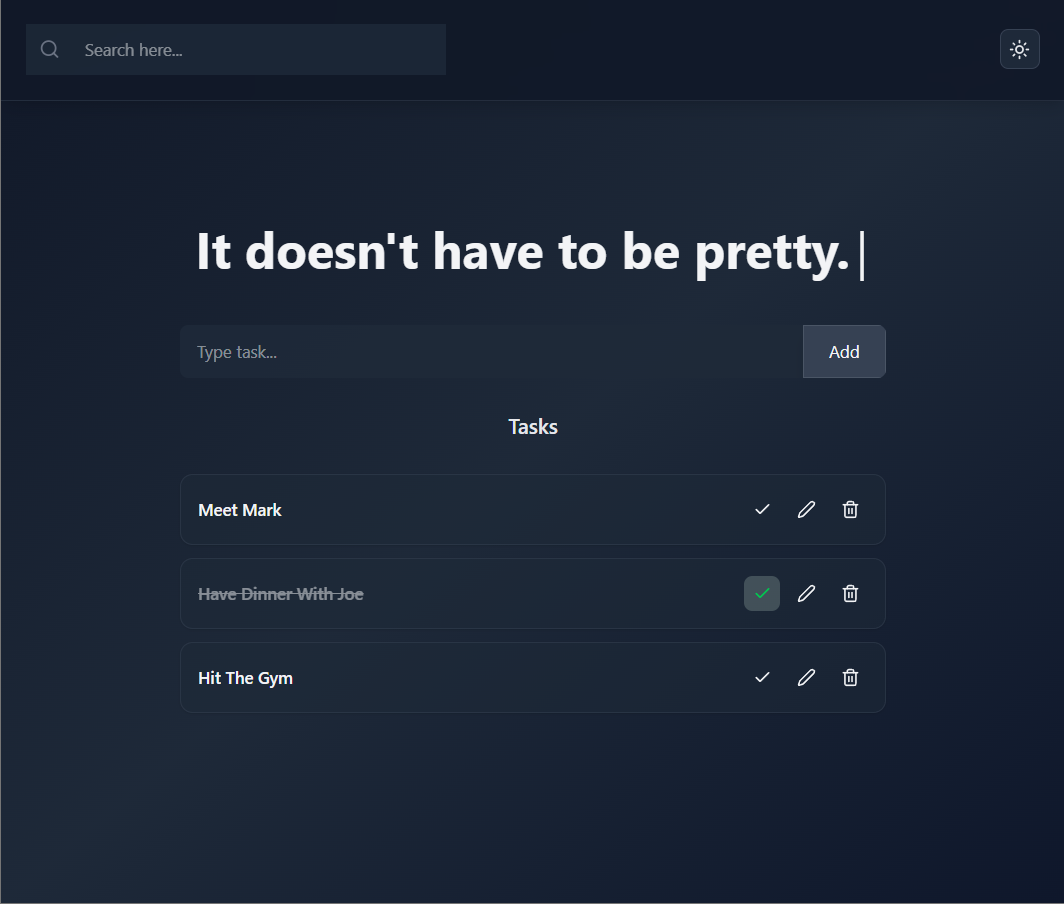 Search here...
It doesn't have to be pretty.
Type task...
Add
Tasks
Meet Mark
Have Dinner With Joe
Hit The Gym